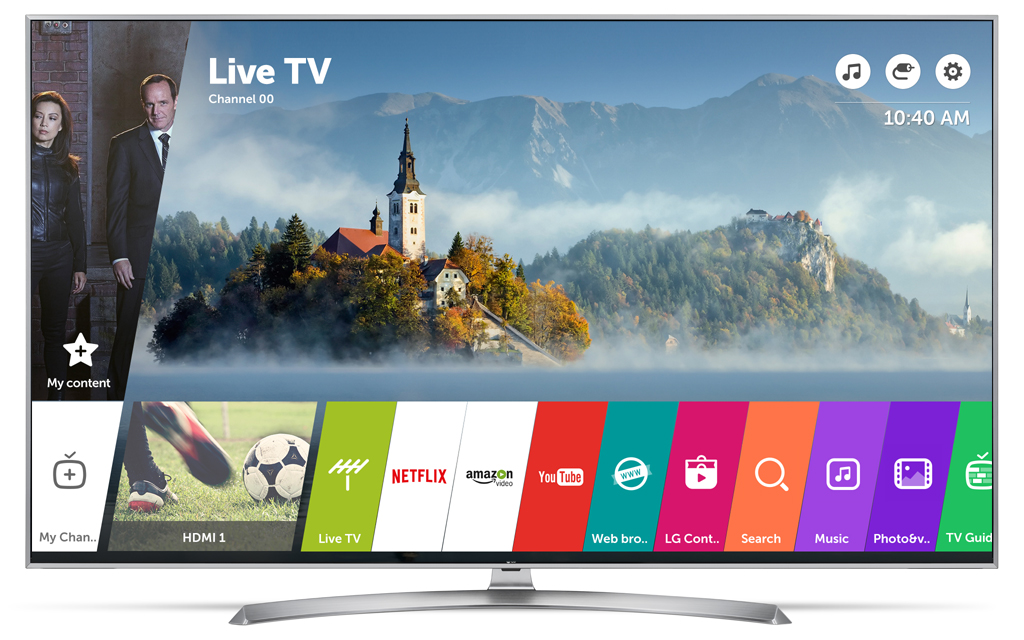 Live TV
Channel 00
10:40 AM
My content
My Chan..
HDMI 1
Live TV
NETFLIX
amazon
video
YouTube
WWW
Web bro..
LG Cont..
Search
Music
Photo&v..
TV Guid